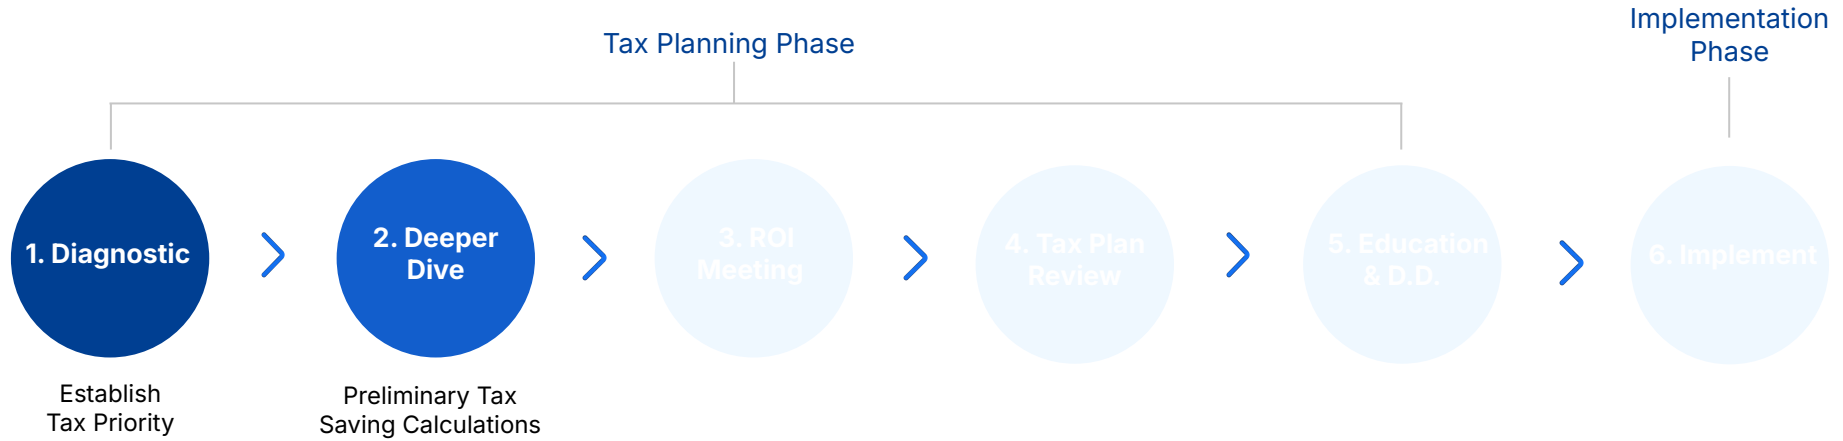 Tax Planning Phase
Implementation
Phase
1. Diagnostic
2. Deeper
Dive
3. ROI
Meeting
4. Tax Plan
Review
5. Education
& D.D.
6. Implement
Establish
Tax Priority
Preliminary Tax
Saving Calculations